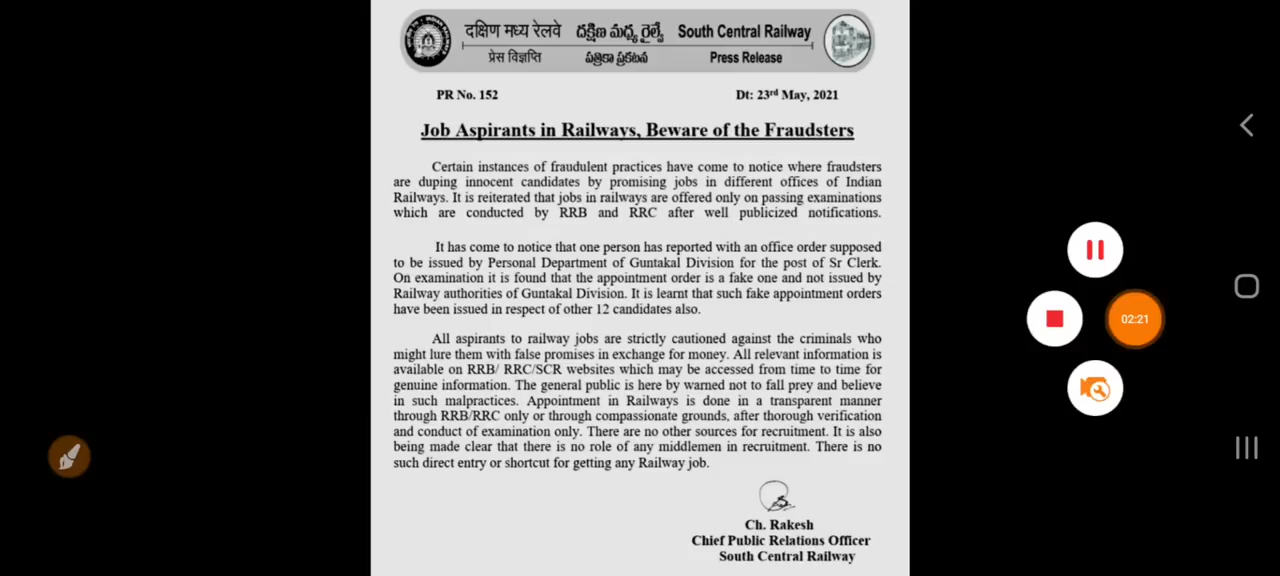 दक्षिण मध्य रेलवे దక్షిణ మధ్య రైల్వే South Central Railway
प्रेस विज्ञप्ति పత్రికా ప్రకటన Press Release
PR No. 152 Dt: 23rd May, 2021
Job Aspirants in Railways, Beware of the Fraudsters
Certain instances of fraudulent practices have come to notice where fraudsters
are duping innocent candidates by promising jobs in different offices of Indian
Railways. It is reiterated that jobs in railways are offered only on passing examinations
which are conducted by RRB and RRC after well publicized notifications.
It has come to notice that one person has reported with an office order supposed
to be issued by Personal Department of Guntakal Division for the post of Sr Clerk.
On examination it is found that the appointment order is a fake one and not issued by
Railway authorities of Guntakal Division. It is learnt that such fake appointment orders
have been issued in respect of other 12 candidates also.
All aspirants to railway jobs are strictly cautioned against the criminals who
might lure them with false promises in exchange for money. All relevant information is
available on RRB/ RRC/SCR websites which may be accessed from time to time for
genuine information. The general public is here by warned not to fall prey and believe
in such malpractices. Appointment in Railways is done in a transparent manner
through RRB/RRC only or through compassionate grounds, after thorough verification
and conduct of examination only. There are no other sources for recruitment. It is also
being made clear that there is no role of any middlemen in recruitment. There is no
such direct entry or shortcut for getting any Railway job.
Ch. Rakesh
Chief Public Relations Officer
South Central Railway
02:21